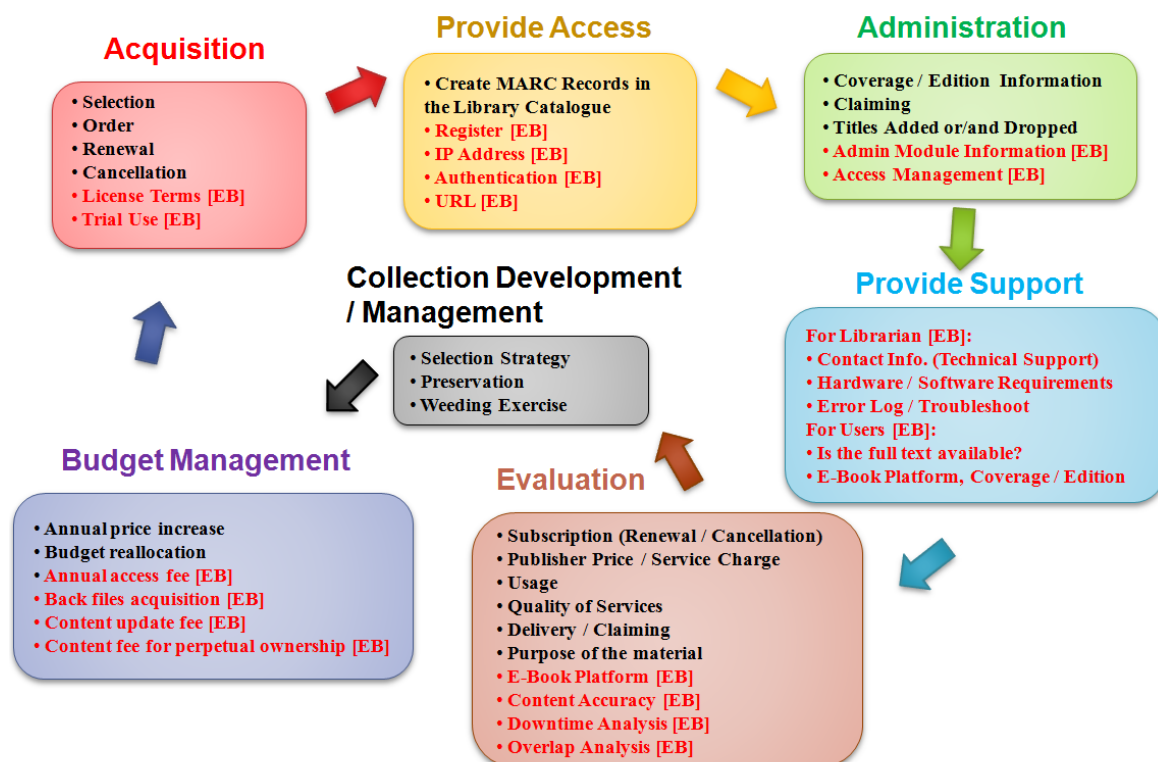 Acquisition
• Selection
• Order
• Renewal
• Cancellation
• License Terms [EB]
• Trial Use [EB]
Provide Access
• Create MARC Records in
the Library Catalogue
• Register [EB]
• IP Address [EB]
• Authentication [EB]
• URL [EB]
Administration
• Coverage / Edition Information
• Claiming
• Titles Added or/and Dropped
• Admin Module Information [EB]
• Access Management [EB]
Provide Support
For Librarian [EB]:
• Contact Info. (Technical Support)
• Hardware / Software Requirements
• Error Log / Troubleshoot
For Users [EB]:
• Is the full text available?
• E-Book Platform, Coverage / Edition
Evaluation
• Subscription (Renewal / Cancellation)
• Publisher Price / Service Charge
• Usage
• Quality of Services
• Delivery / Claiming
• Purpose of the material
• E-Book Platform [EB]
• Content Accuracy [EB]
• Downtime Analysis [EB]
• Overlap Analysis [EB]
Collection Development
/ Management
• Selection Strategy
• Preservation
• Weeding Exercise
Budget Management
• Annual price increase
• Budget reallocation
• Annual access fee [EB]
• Back files acquisition [EB]
• Content update fee [EB]
• Content fee for perpetual ownership [EB]